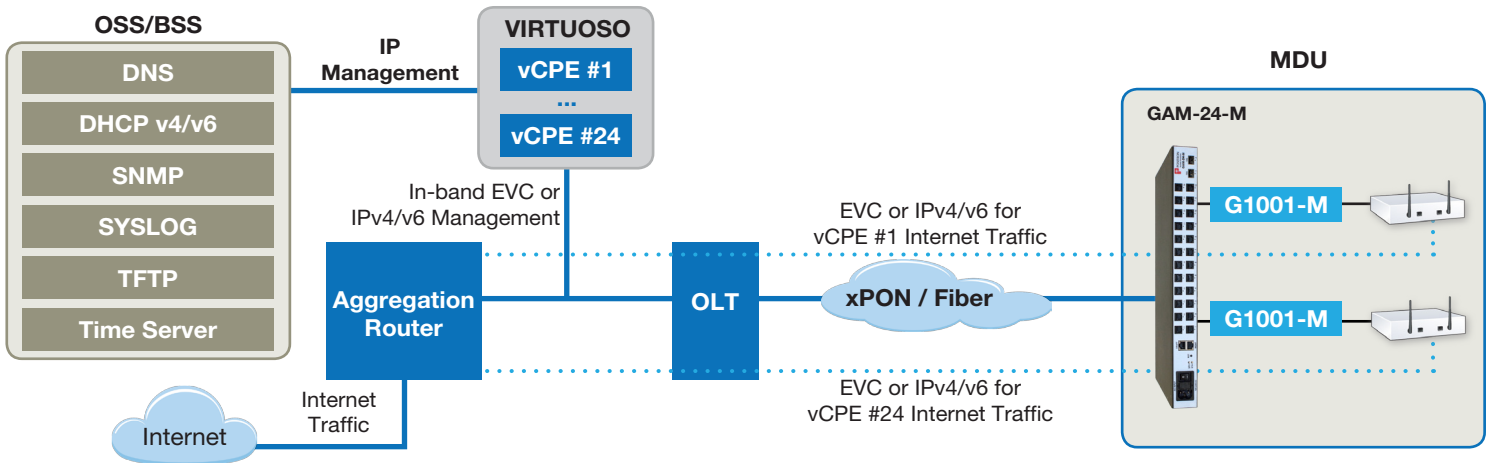 OSS/BSS
DNS
DHCP v4/v6
SNMP
SYSLOG
TFTP
Time Server
IP
Management
VIRTUOSO
vCPE #1
...
vCPE #24
In-band EVC or
IPv4/v6 Management
Aggregation
Router
Internet
Traffic
Internet
OLT
EVC or IPv4/v6 for
vCPE #1 Internet Traffic
xPON / Fiber
EVC or IPv4/v6 for
vCPE #24 Internet Traffic
MDU
GAM-24-M
G1001-M
G1001-M